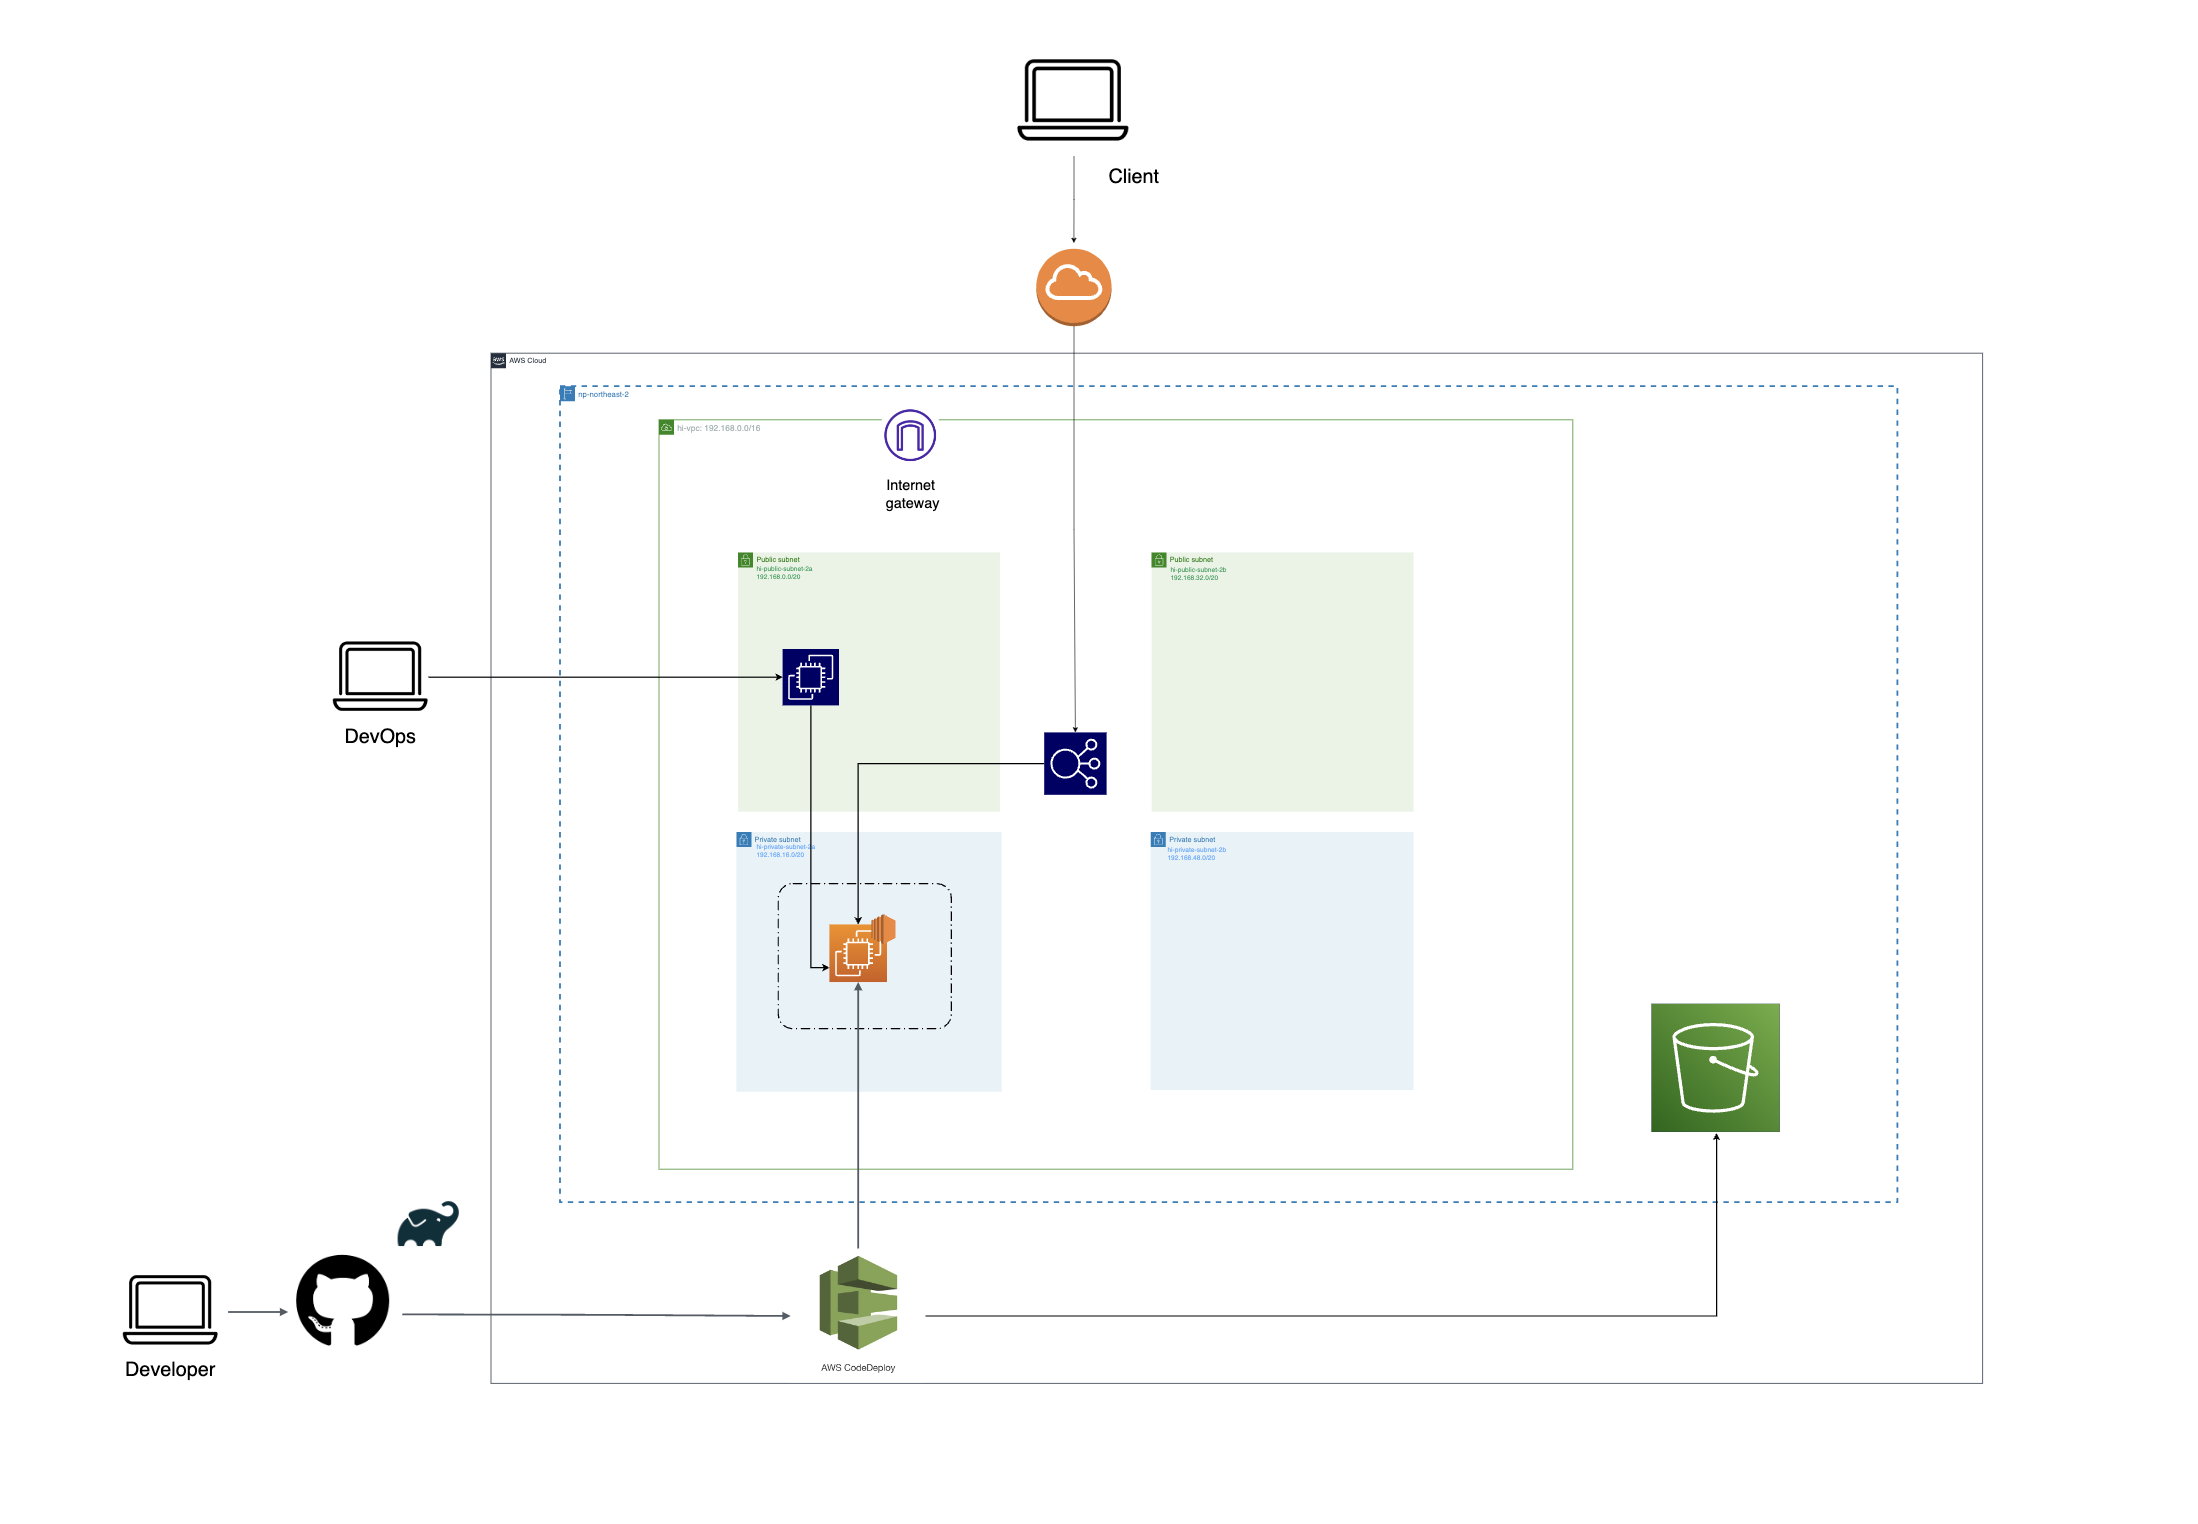 Client
aws
AWS Cloud
np-northeast-2
hi-vpc: 192.168.0.0/16
Internet
gateway
Public subnet
hi-public-subnet-2a
192.168.0.0/20
Public subnet
hi-public-subnet-2b
192.168.32.0/20
DevOps
Private subnet
hi-private-subnet-2a
192.168.16.0/20
Private subnet
hi-private-subnet-2b
192.168.48.0/20
Developer
AWS CodeDeploy